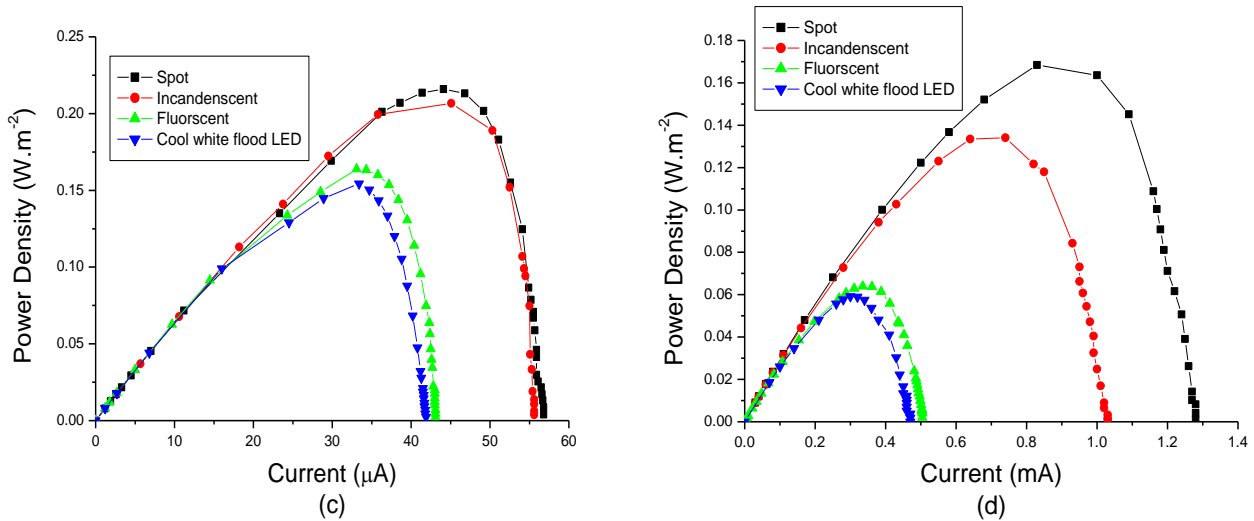 0.25
0.20
0.15
0.10
0.05
0.00
Power Density (W.m-2)
Spot
Incandenscent
Fluorscent
Cool white flood LED
0
10
20
30
40
50
60
Current (μA)
(c)
0.18
0.16
0.14
0.12
0.10
0.08
0.06
0.04
0.02
0.00
Power Density (W.m-2)
Spot
Incandenscent
Fluorscent
Cool white flood LED
0.0
0.2
0.4
0.6
0.8
1.0
1.2
1.4
Current (mA)
(d)